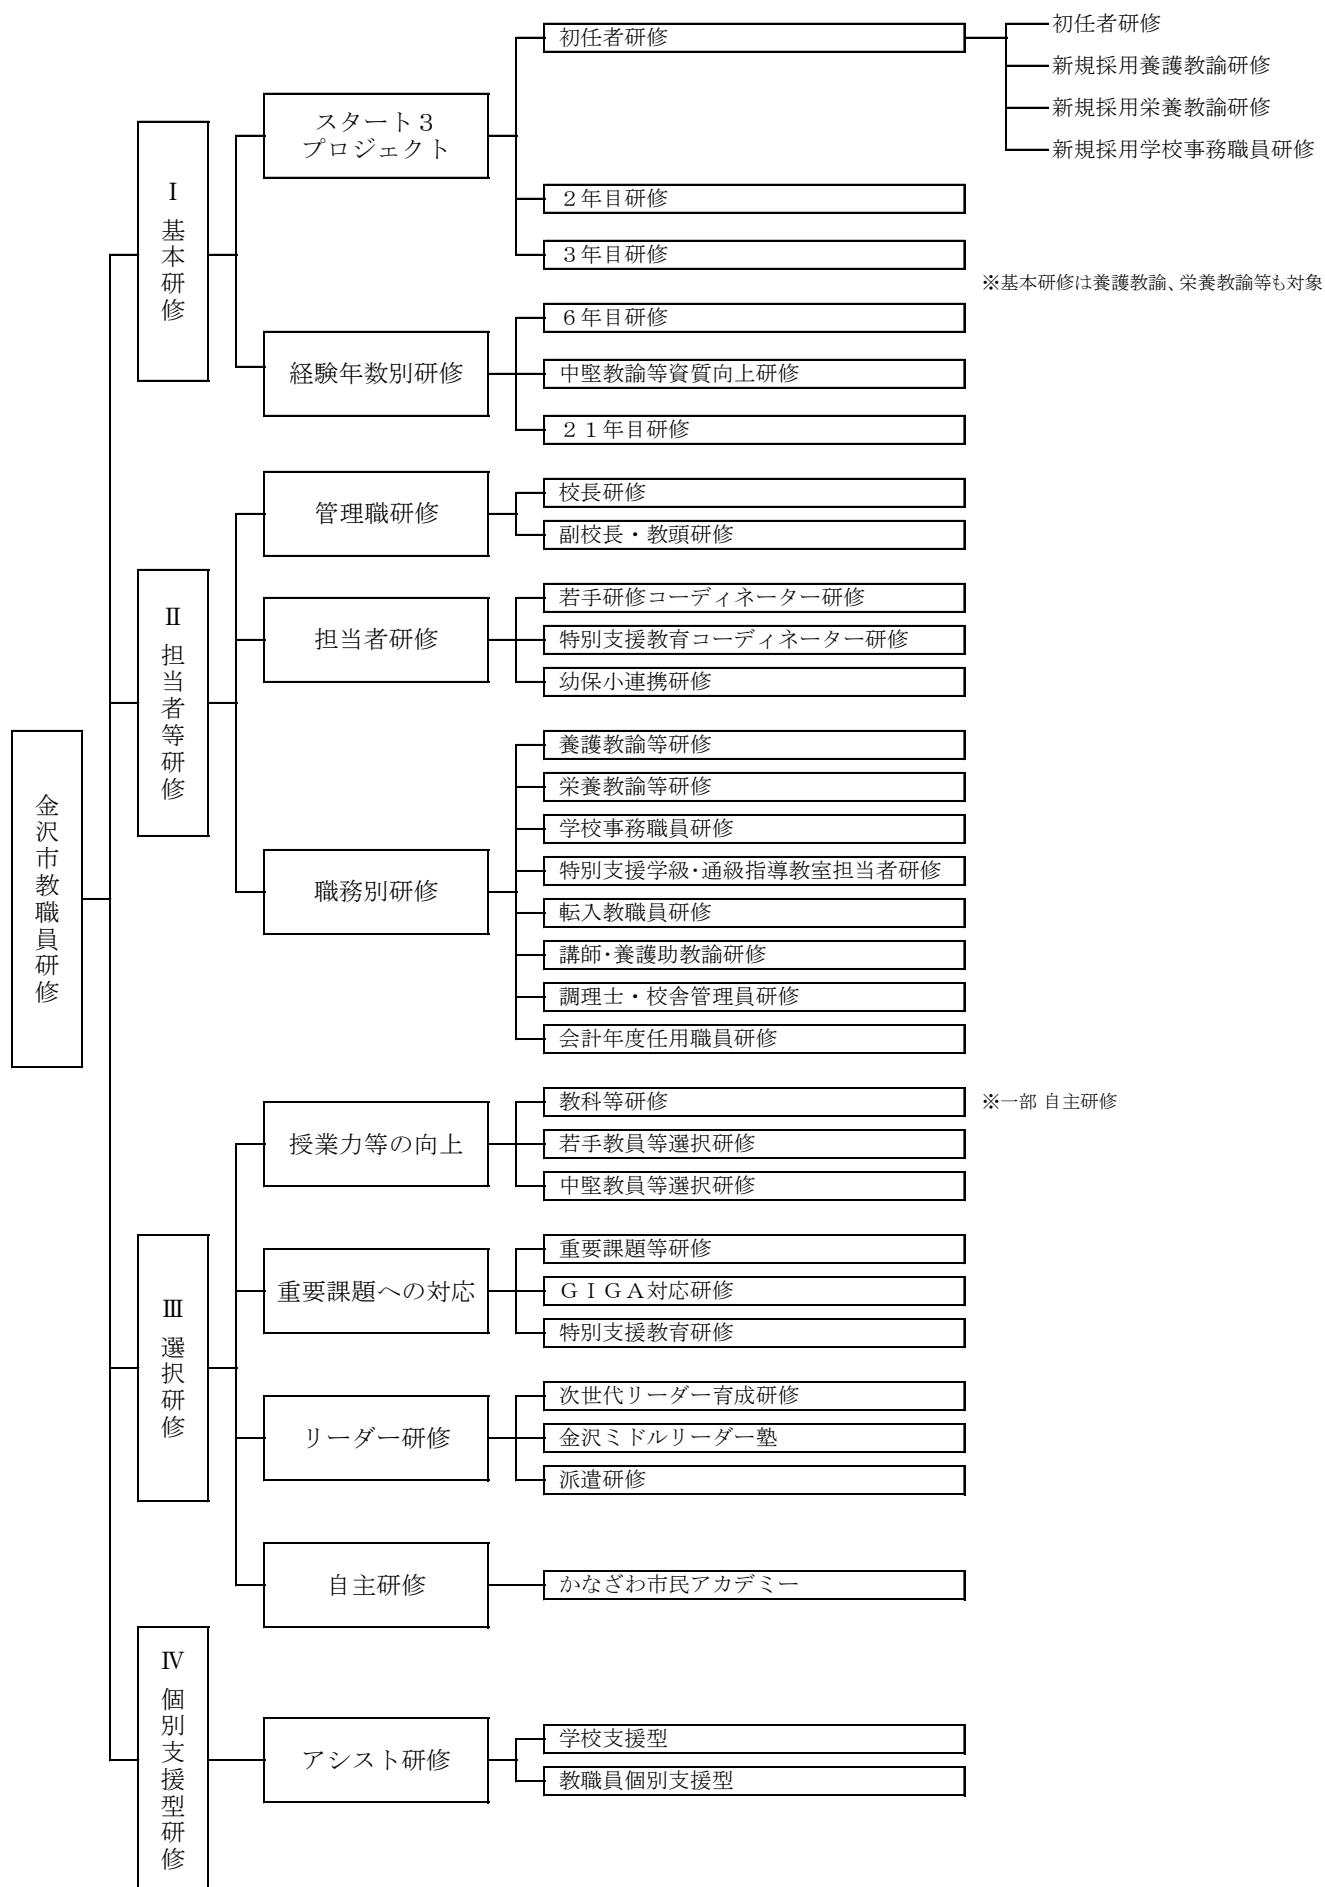 金沢市教職員研修
Ⅰ 基本研修
スタート３
プロジェクト
初任者研修
初任者研修
新規採用養護教諭研修
新規採用栄養教諭研修
新規採用学校事務職員研修
２年目研修
３年目研修
※基本研修は養護教諭、栄養教諭等も対象
経験年数別研修
６年目研修
中堅教諭等資質向上研修
２１年目研修
Ⅱ 担当者等研修
管理職研修
校長研修
副校長・教頭研修
担当者研修
若手研修コーディネーター研修
特別支援教育コーディネーター研修
幼保小連携研修
職務別研修
養護教諭等研修
栄養教諭等研修
学校事務職員研修
特別支援学級・通級指導教室担当者研修
転入教職員研修
講師・養護助教諭研修
調理士・校舎管理員研修
会計年度任用職員研修
Ⅲ 選択研修
授業力等の向上
教科等研修
※一部 自主研修
若手教員等選択研修
中堅教員等選択研修
重要課題への対応
重要課題等研修
ＧＩＧＡ対応研修
特別支援教育研修
リーダー研修
次世代リーダー育成研修
金沢ミドルリーダー塾
派遣研修
自主研修
かなざわ市民アカデミー
Ⅳ 個別支援型研修
アシスト研修
学校支援型
教職員個別支援型